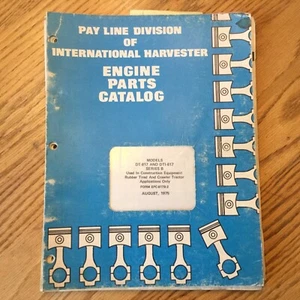 PAY LINE DIVISION
OF
INTERNATIONAL HARVESTER
ENGINE
PARTS
CATALOG
MODELS
DT-817 AND DTI-817
SERIES B
Used In Construction Equipment
Rubber Tired And Crawler Tractor
Applications Only
AUGUST, 1975